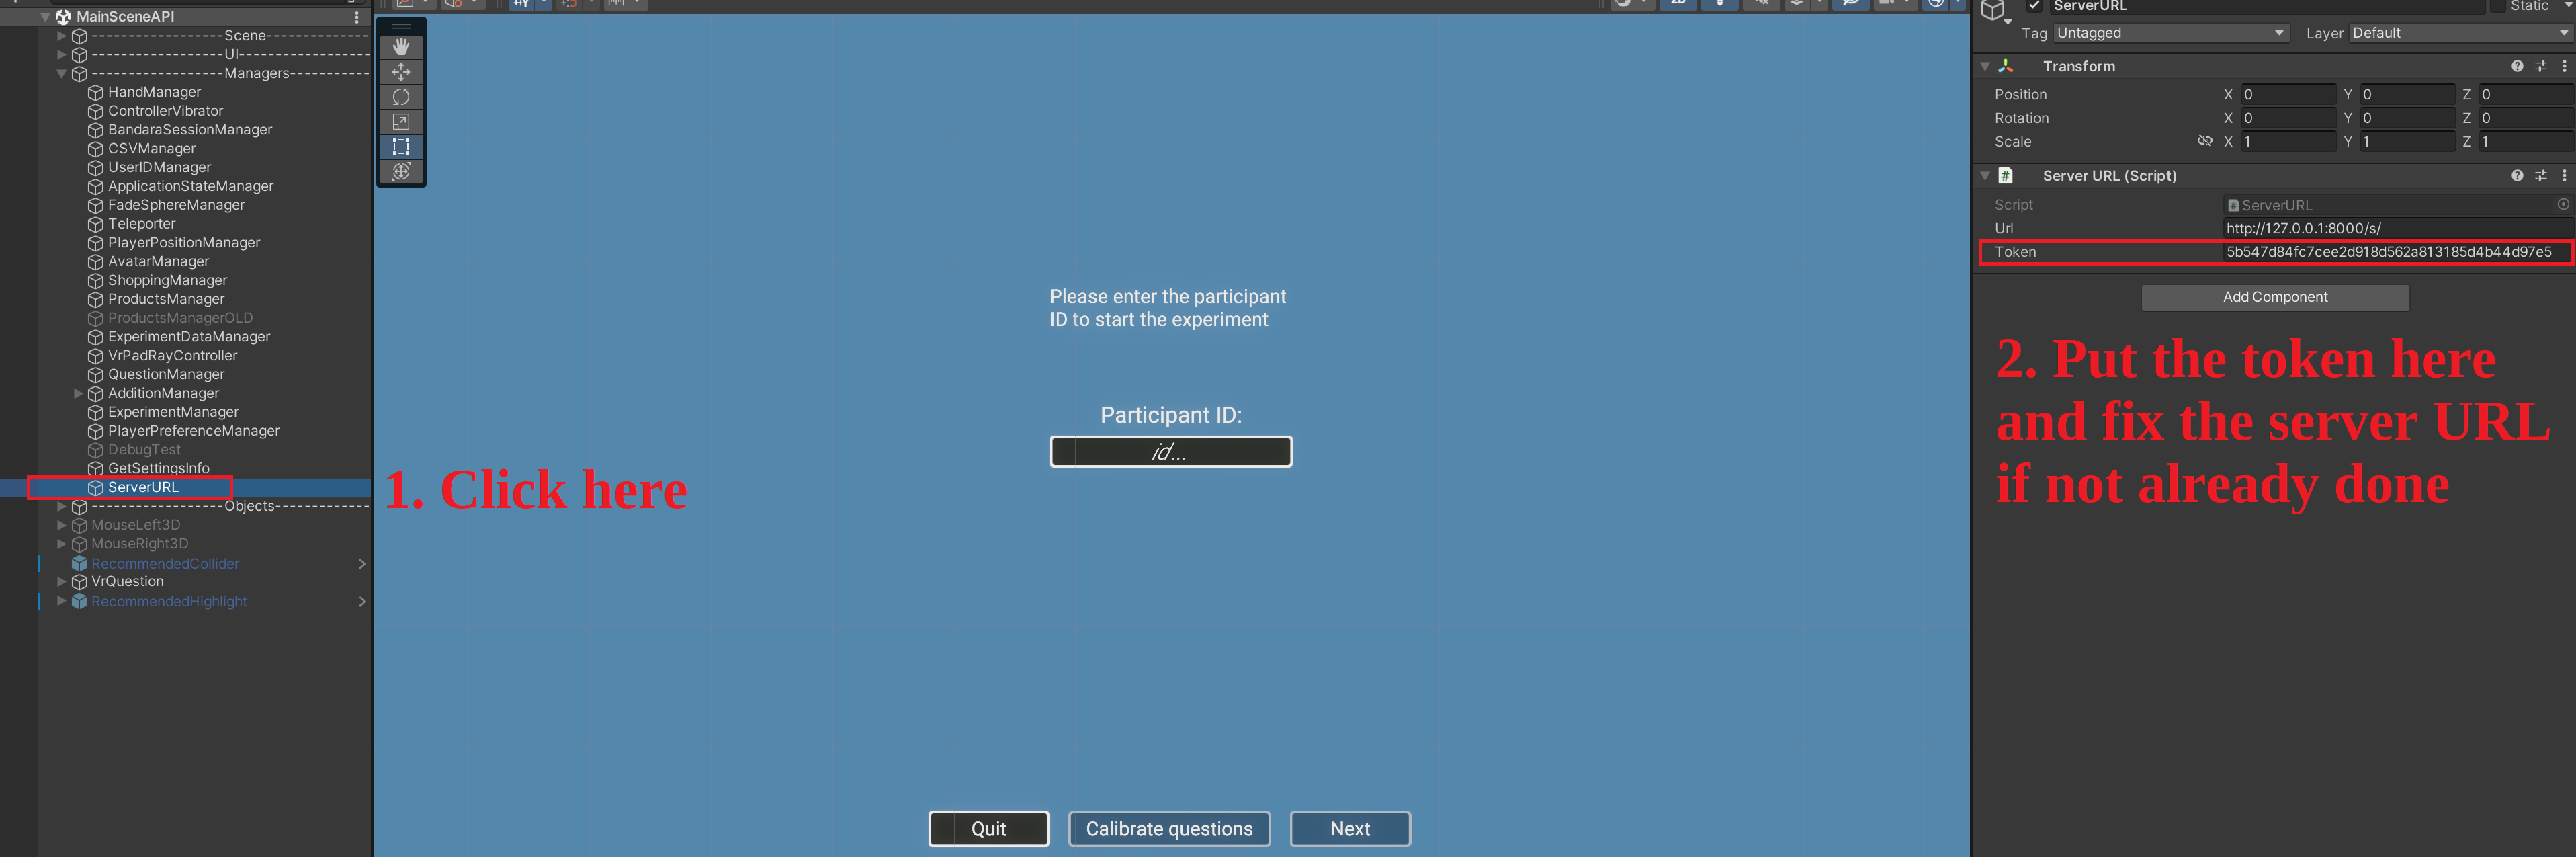 MainSceneAPI
-------------------Scene-------------------
-------------------UI-------------------
-------------------Managers-------------------
HandManager
ControllerVibrator
BandaraSessionManager
CSVManager
UserIDManager
ApplicationStateManager
FadeSphereManager
Teleporter
PlayerPositionManager
AvatarManager
ShoppingManager
ProductsManager
ProductsManagerOLD
ExperimentDataManager
VrPadRayController
QuestionManager
AdditionManager
ExperimentManager
PlayerPreferenceManager
DebugTest
GetSettingsInfo
ServerURL
-------------------Objects-------------------
MouseLeft3D
MouseRight3D
RecommendedCollider
VrQuestion
RecommendedHighlight
1. Click here
2D
Please enter the participant
ID to start the experiment
Participant ID:
id...
Quit
Calibrate questions
Next
ServerURL
Static
Tag Untagged Layer Default
Transform
Position X 0 Y 0 Z 0
Rotation X 0 Y 0 Z 0
Scale X 1 Y 1 Z 1
# Server URL (Script)
Script ServerURL
Url http://127.0.0.1:8000/s/
Token 5b547d84fc7cee2d918d562a813185d4b44d97e5
Add Component
2. Put the token here
and fix the server URL
if not already done